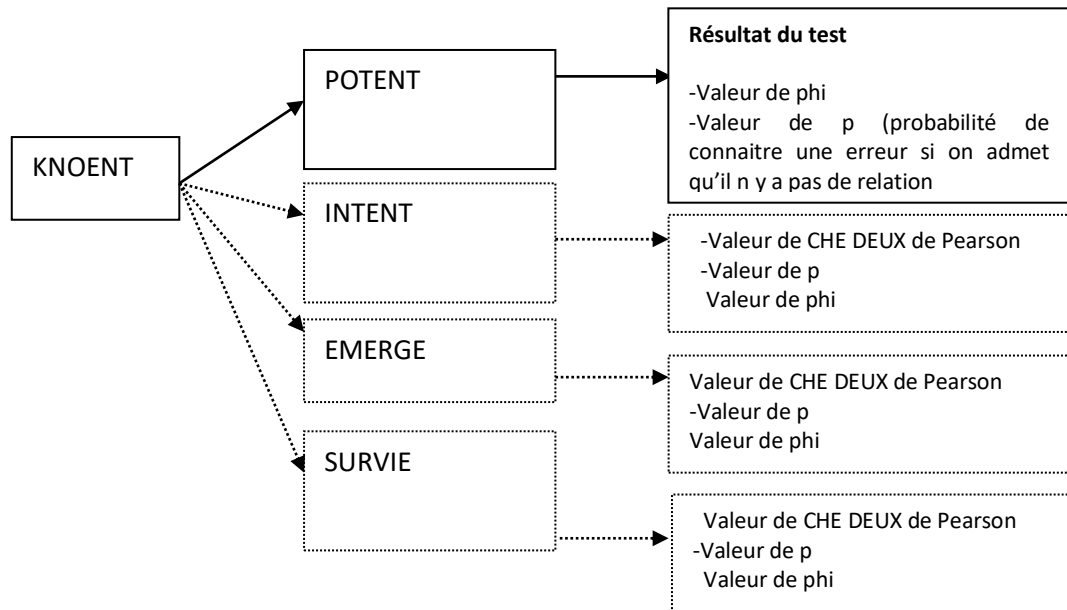 KNOENT
POTENT
Résultat du test
-Valeur de phi
-Valeur de p (probabilité de
connaitre une erreur si on admet
qu'il n y a pas de relation
INTENT
-Valeur de CHE DEUX de Pearson
-Valeur de p
Valeur de phi
EMERGE
Valeur de CHE DEUX de Pearson
-Valeur de p
Valeur de phi
SURVIE
Valeur de CHE DEUX de Pearson
-Valeur de p
Valeur de phi